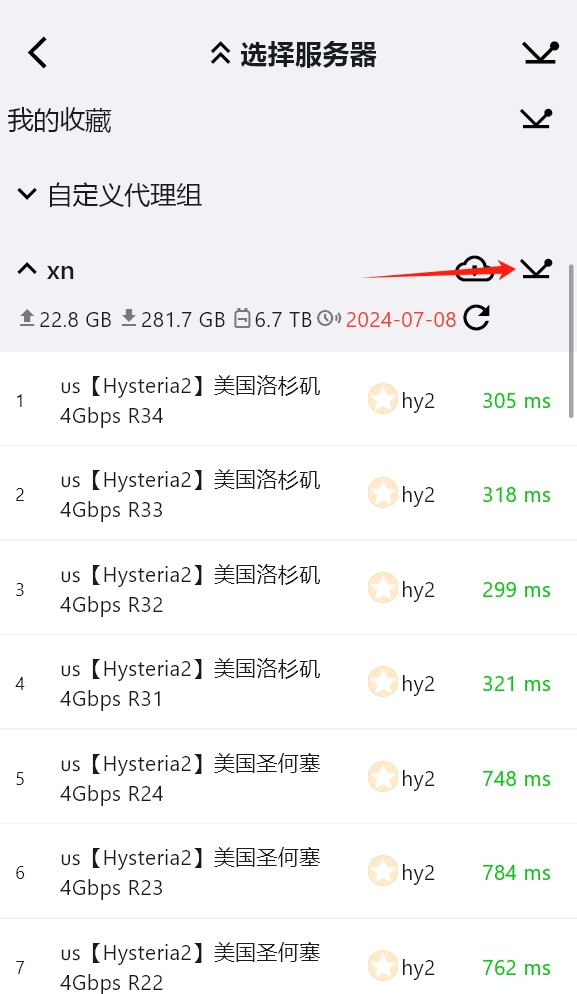 选择服务器
我的收藏
自定义代理组
xn
22.8 GB 281.7 GB 6.7 TB 2024-07-08
1 us【Hysteria2】美国洛杉矶 4Gbps R34 hy2 305 ms
2 us【Hysteria2】美国洛杉矶 4Gbps R33 hy2 318 ms
3 us【Hysteria2】美国洛杉矶 4Gbps R32 hy2 299 ms
4 us【Hysteria2】美国洛杉矶 4Gbps R31 hy2 321 ms
5 us【Hysteria2】美国圣何塞 4Gbps R24 hy2 748 ms
6 us【Hysteria2】美国圣何塞 4Gbps R23 hy2 784 ms
7 us【Hysteria2】美国圣何塞 4Gbps R22 hy2 762 ms